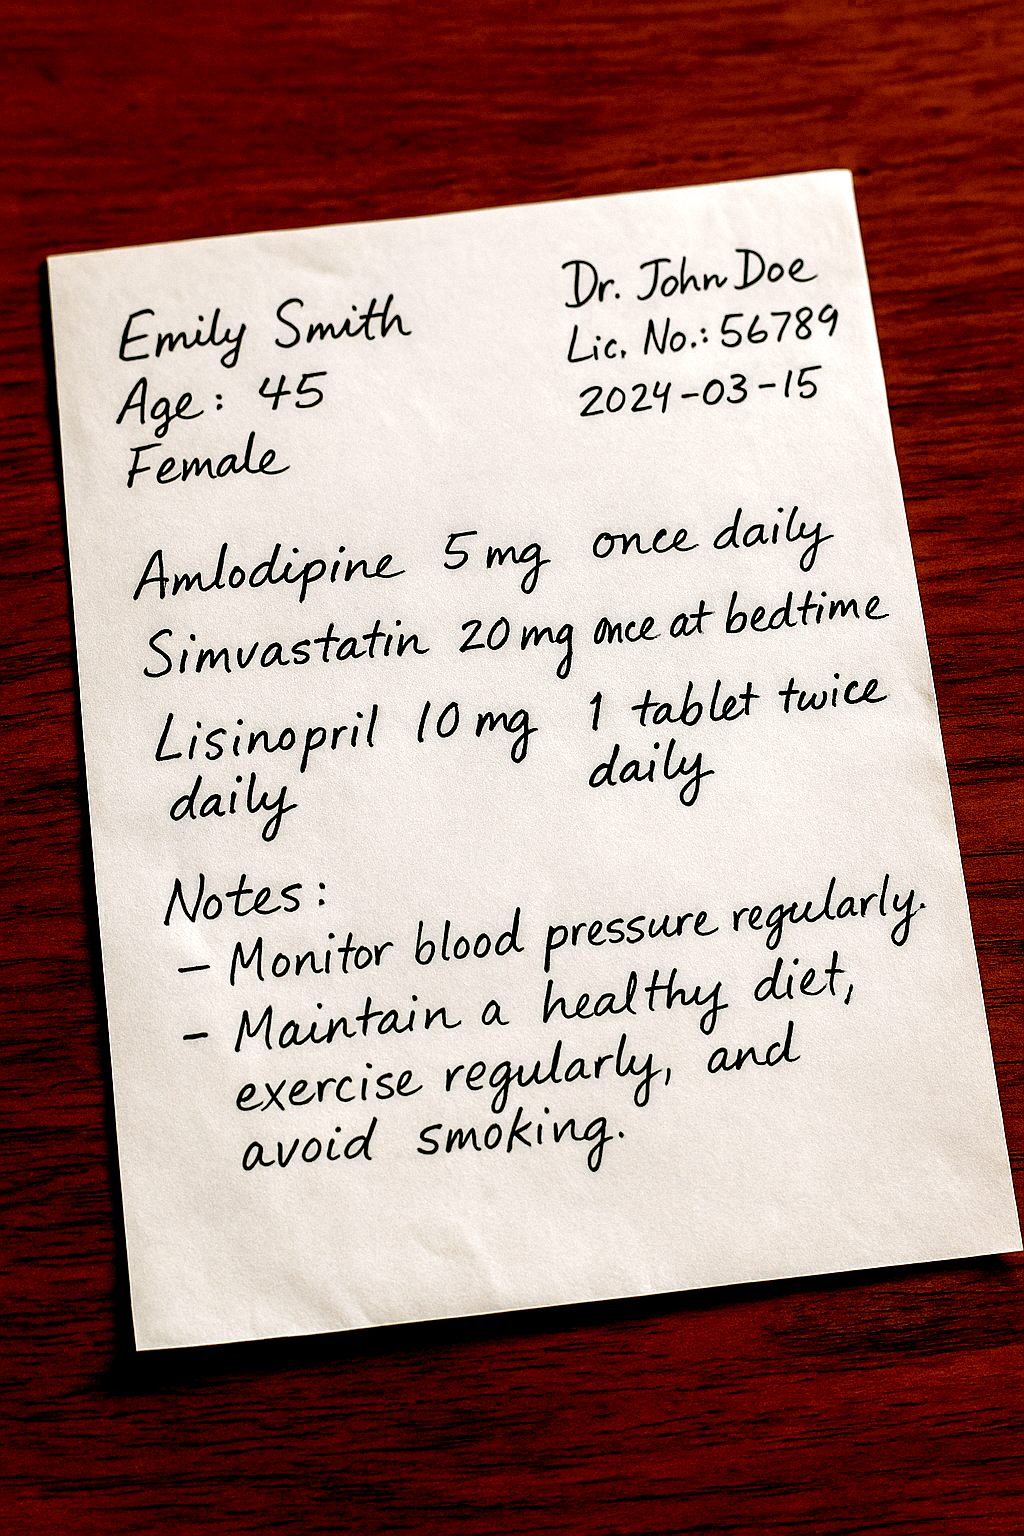 Emily Smith
Age: 45
Female
Dr. John Doe
Lic. No.: 56789
2024-03-15
Amlodipine 5 mg once daily
Simvastatin 20 mg once at bedtime
Lisinopril 10 mg 1 tablet twice
daily daily
Notes:
– Monitor blood pressure regularly.
– Maintain a healthy diet,
exercise regularly, and
avoid smoking.